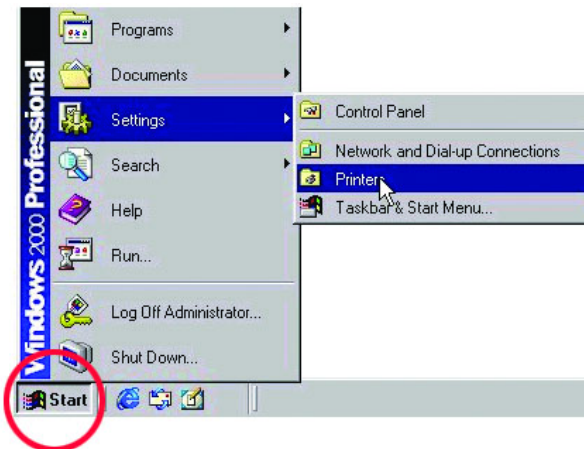 Programs
Documents
Settings
Search
Help
Run...
Log Off Administrator...
Shut Down...
Windows 2000 Professional
Control Panel
Network and Dial-up Connections
Printers
Taskbar & Start Menu...
Start